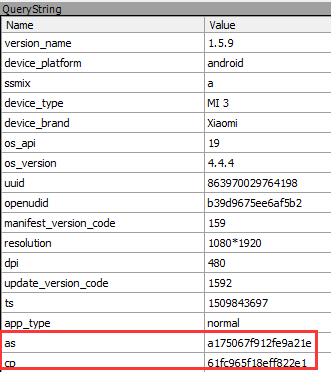 QueryString
Name Value
version_name 1.5.9
device_platform android
ssmix a
device_type MI 3
device_brand Xiaomi
os_api 19
os_version 4.4.4
uuid 863970029764198
openudid b39d9675ee6af5b2
manifest_version_code 159
resolution 1080*1920
dpi 480
update_version_code 1592
ts 1509843697
app_type normal
as a175067f912fe9a21e
cp 61fc965f18eff822e1